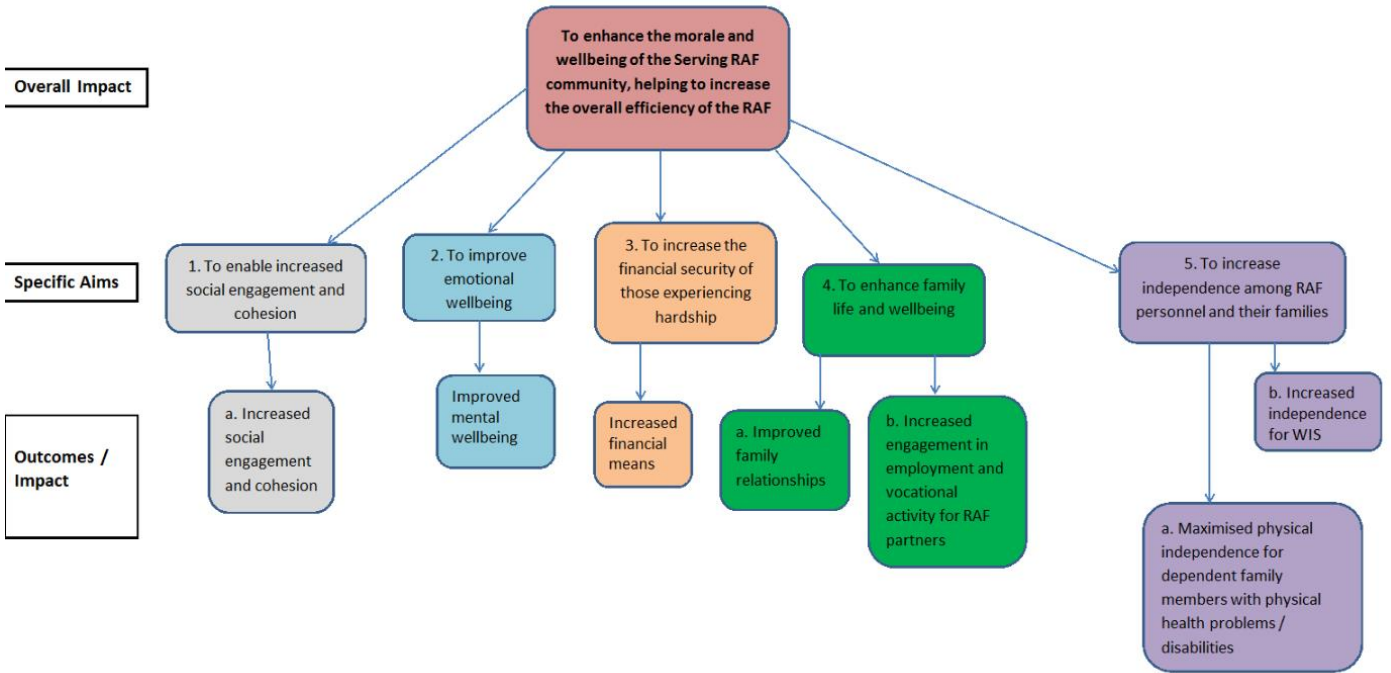 Overall Impact
To enhance the morale and
wellbeing of the Serving RAF
community, helping to increase
the overall efficiency of the RAF
Specific Aims
1. To enable increased
social engagement and
cohesion
2. To improve
emotional
wellbeing
3. To increase the
financial security of
those experiencing
hardship
4. To enhance family
life and wellbeing
5. To increase
independence among RAF
personnel and their families
Outcomes /
Impact
a. Increased
social
engagement
and cohesion
Improved
mental
wellbeing
Increased
financial
means
a. Improved
family
relationships
b. Increased
engagement in
employment and
vocational
activity for RAF
partners
a. Maximised physical
independence for
dependent family
members with physical
health problems /
disabilities
b. Increased
independence
for WIS